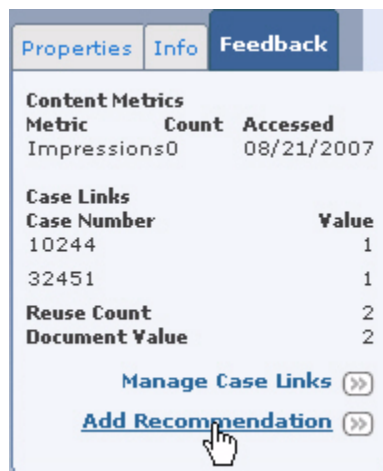 Properties Info Feedback
Content Metrics
Metric Count Accessed
Impressions0 08/21/2007
Case Links
Case Number Value
10244 1
32451 1
Reuse Count 2
Document Value 2
Manage Case Links
Add Recommendation